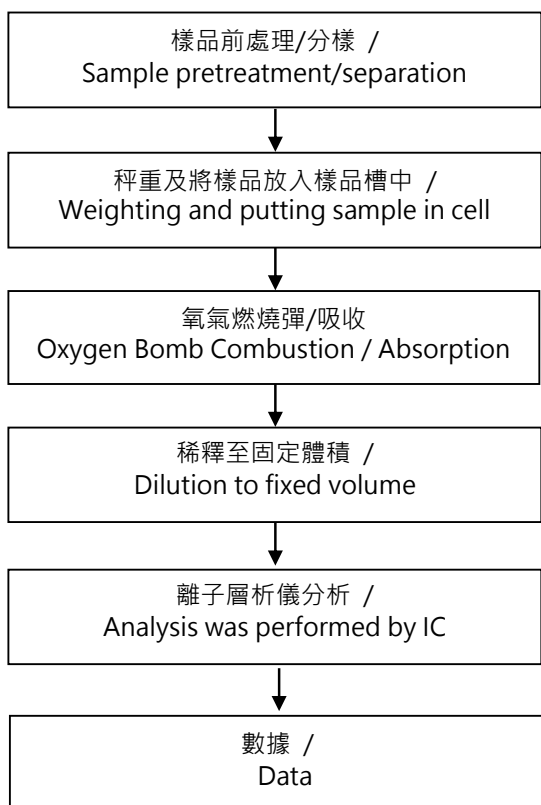 樣品前處理/分樣 /
Sample pretreatment/separation
秤重及將樣品放入樣品槽中 /
Weighting and putting sample in cell
氧氣燃燒彈/吸收
Oxygen Bomb Combustion / Absorption
稀釋至固定體積 /
Dilution to fixed volume
離子層析儀分析 /
Analysis was performed by IC
數據 /
Data